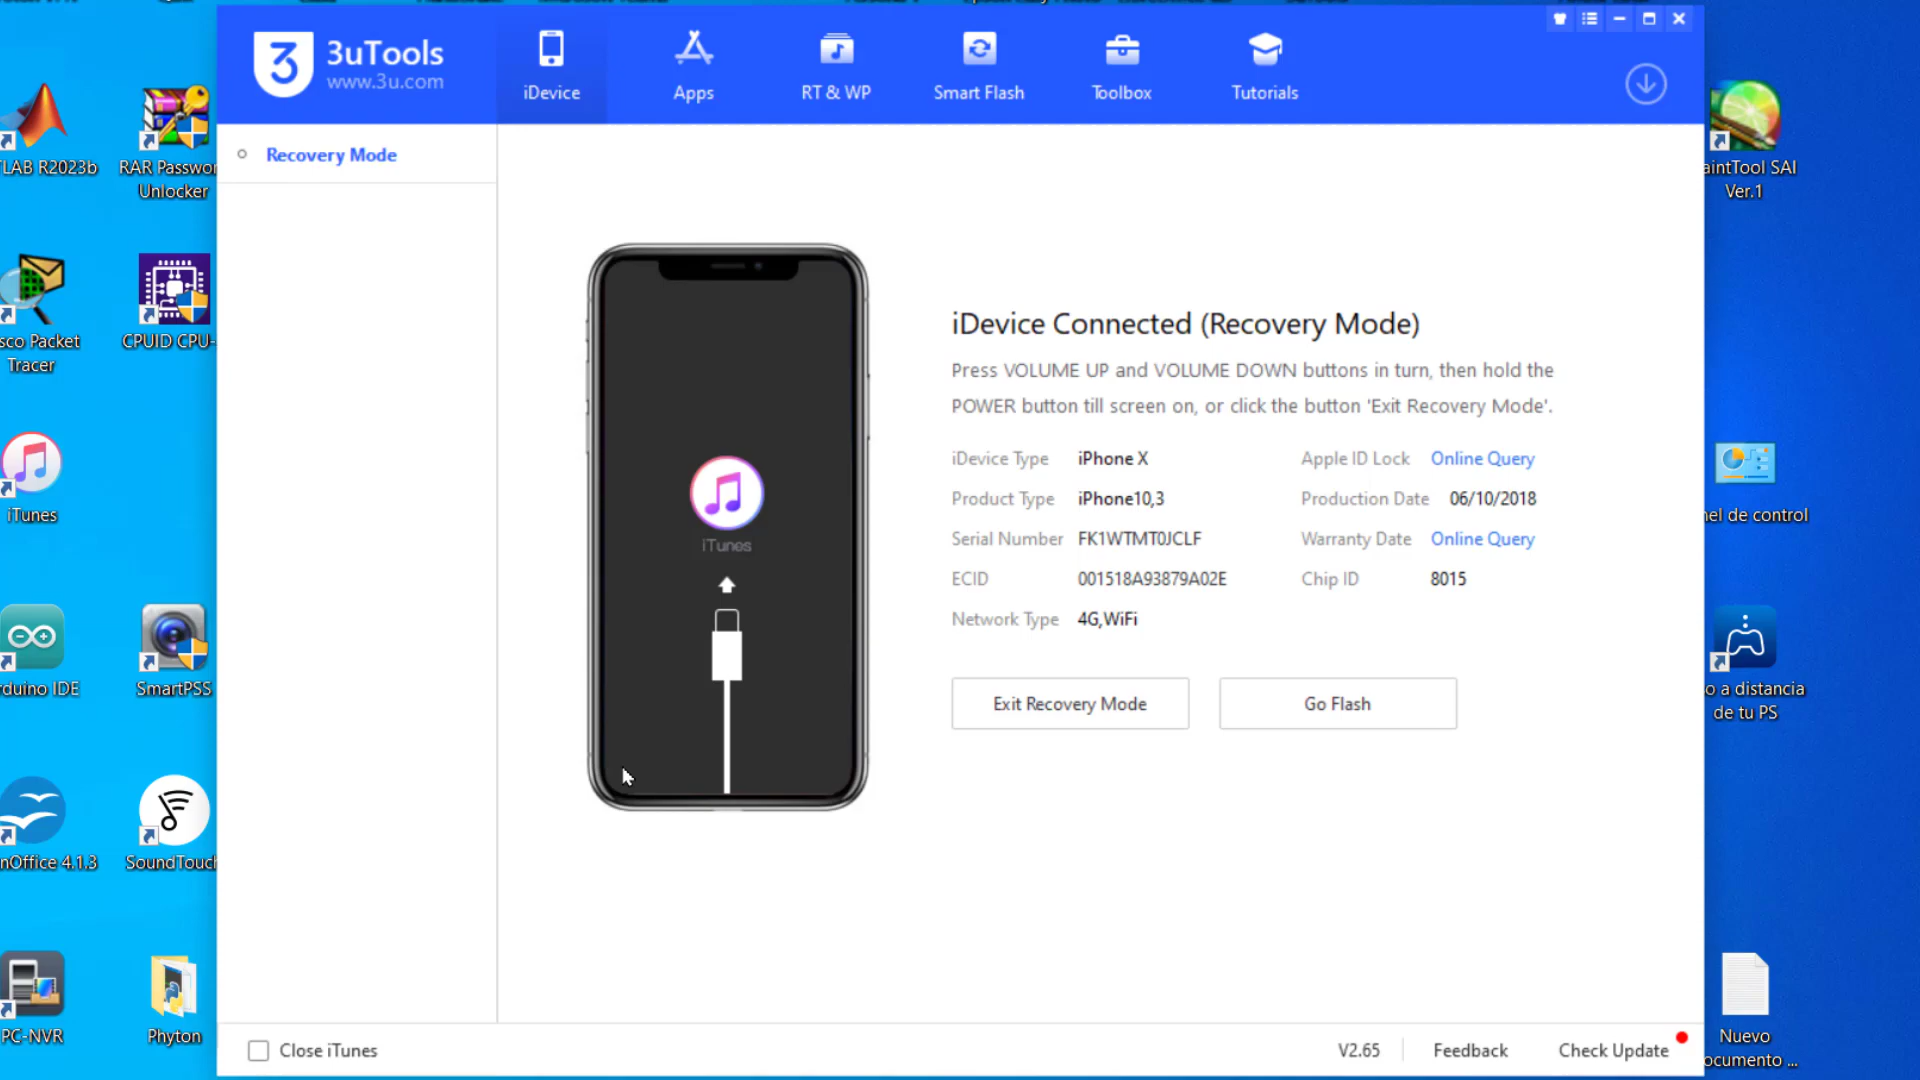 3uTools
www.3u.com
iDevice
Apps
RT & WP
Smart Flash
Toolbox
Tutorials
Recovery Mode
iTunes
iDevice Connected (Recovery Mode)
Press VOLUME UP and VOLUME DOWN buttons in turn, then hold the
POWER button till screen on, or click the button 'Exit Recovery Mode'.
iDevice Type iPhone X Apple ID Lock Online Query
Product Type iPhone10,3 Production Date 06/10/2018
Serial Number FK1WTMT0JCLF Warranty Date Online Query
ECID 001518A93879A02E Chip ID 8015
Network Type 4G,WiFi
Exit Recovery Mode
Go Flash
Close iTunes
V2.65
Feedback
Check Update
TLAB R2023b
RAR Passwor
Unlocker
sco Packet
Tracer
CPUID CPU-
iTunes
rduino IDE
SmartPSS
nOffice 4.1.3
SoundTouch
PC-NVR
Phyton
aintTool SAI
Ver.1
nel de control
o a distancia
de tu PS
Nuevo
ocumento ...